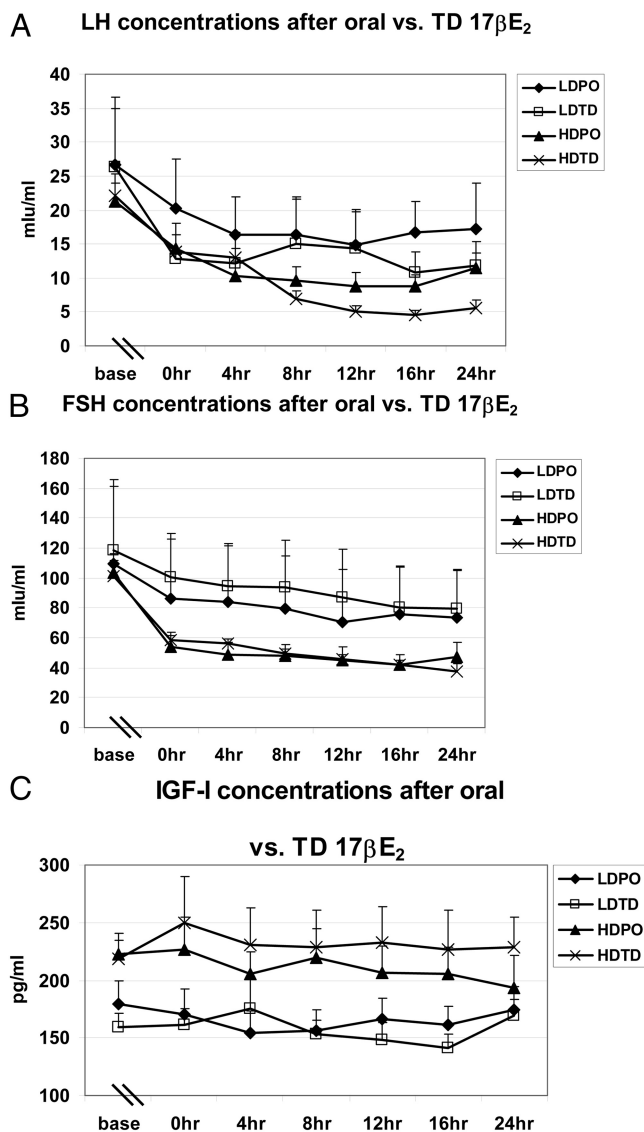 A
LH concentrations after oral vs. TD 17βE₂
40
35
30
25
20
15
10
5
0
mIu/ml
base 0hr 4hr 8hr 12hr 16hr 24hr
LDPO
LDTD
HDPO
HDTD
B
FSH concentrations after oral vs. TD 17βE₂
180
160
140
120
100
80
60
40
20
0
mIu/ml
base 0hr 4hr 8hr 12hr 16hr 24hr
LDPO
LDTD
HDPO
HDTD
C
IGF-I concentrations after oral
vs. TD 17βE₂
300
250
200
150
100
pg/ml
base 0hr 4hr 8hr 12hr 16hr 24hr
LDPO
LDTD
HDPO
HDTD